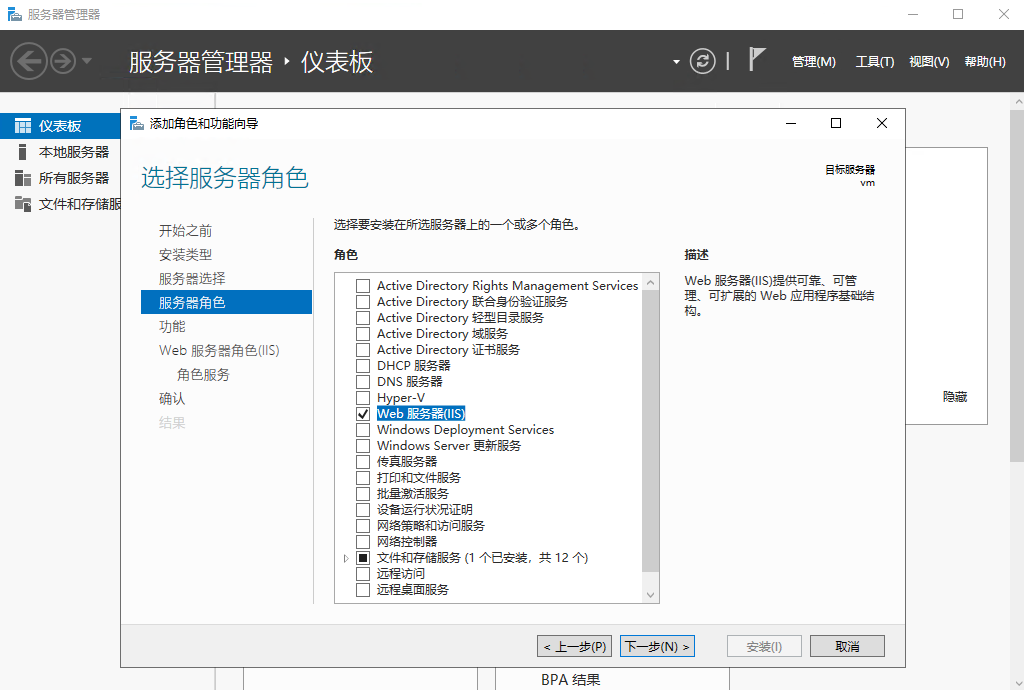 服务器管理器
服务器管理器 · 仪表板
管理(M) 工具(T) 视图(V) 帮助(H)
仪表板
本地服务器
所有服务器
文件和存储服
添加角色和功能向导
选择服务器角色
目标服务器
vm
开始之前
安装类型
服务器选择
服务器角色
功能
Web 服务器角色(IIS)
角色服务
确认
结果
选择要安装在所选服务器上的一个或多个角色。
角色
Active Directory Rights Management Services
Active Directory 联合身份验证服务
Active Directory 轻型目录服务
Active Directory 域服务
Active Directory 证书服务
DHCP 服务器
DNS 服务器
Hyper-V
Web 服务器(IIS)
Windows Deployment Services
Windows Server 更新服务
传真服务器
打印和文件服务
批量激活服务
设备运行状况证明
网络策略和访问服务
网络控制器
文件和存储服务 (1 个已安装，共 12 个)
远程访问
远程桌面服务
描述
Web 服务器(IIS)提供可靠、可管
理、可扩展的 Web 应用程序基础结
构。
隐藏
< 上一步(P) 下一步(N) > 安装(I) 取消
BPA 结果